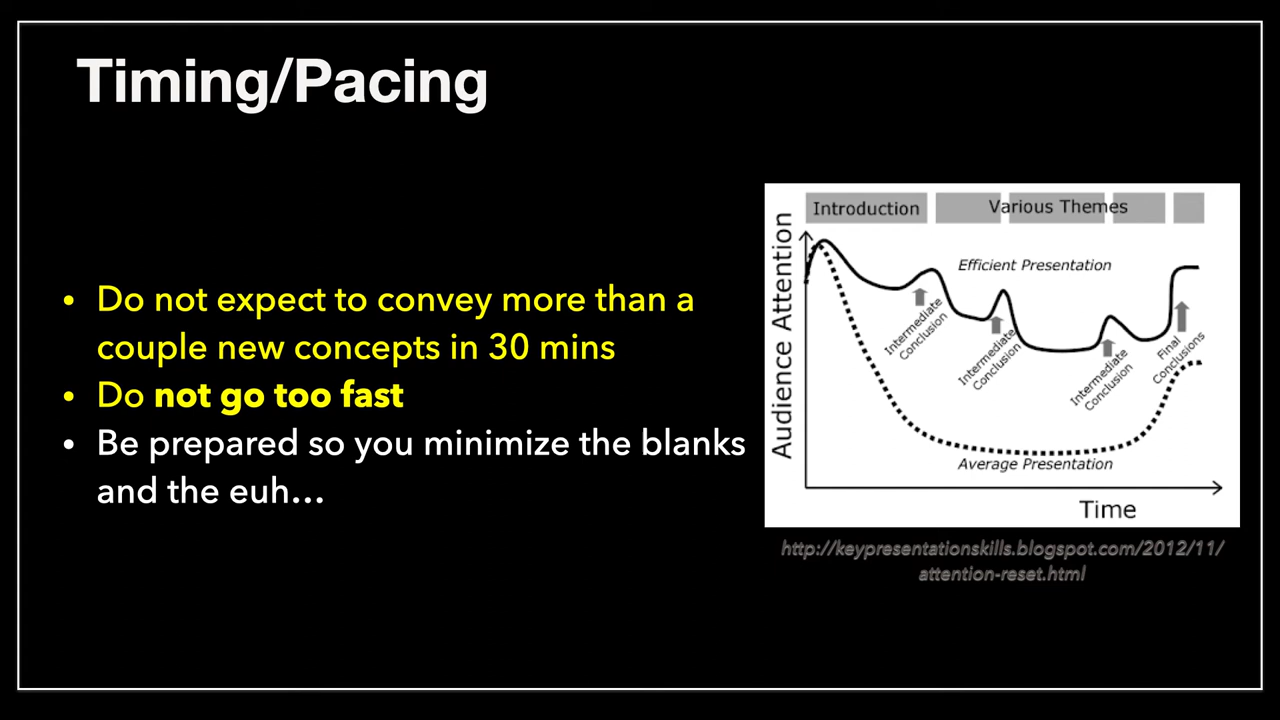 Timing/Pacing
• Do not expect to convey more than a
couple new concepts in 30 mins
• Do not go too fast
• Be prepared so you minimize the blanks
and the euh...
Introduction
Various Themes
Audience Attention
Efficient Presentation
Intermediate
Conclusion
Intermediate
Conclusion
Intermediate
Conclusion
Final
Conclusions
Average Presentation
Time
http://keypresentationskills.blogspot.com/2012/11/
attention-reset.html